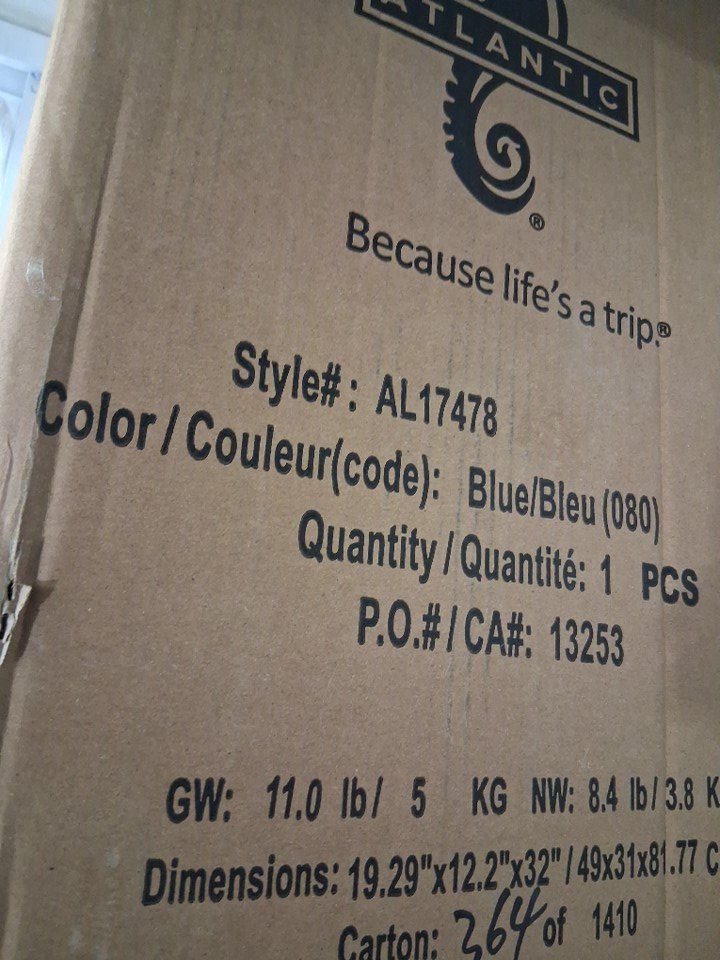 ATLANTIC
®
Because life's a trip.®
Style#: AL17478
Color / Couleur(code): Blue/Bleu (080)
Quantity / Quantité: 1 PCS
P.O.# / CA#: 13253
GW: 11.0 lb/ 5 KG NW: 8.4 lb/ 3.8 K
Dimensions: 19.29"x12.2"x32" / 49x31x81.77 C
Carton: 364 of 1410